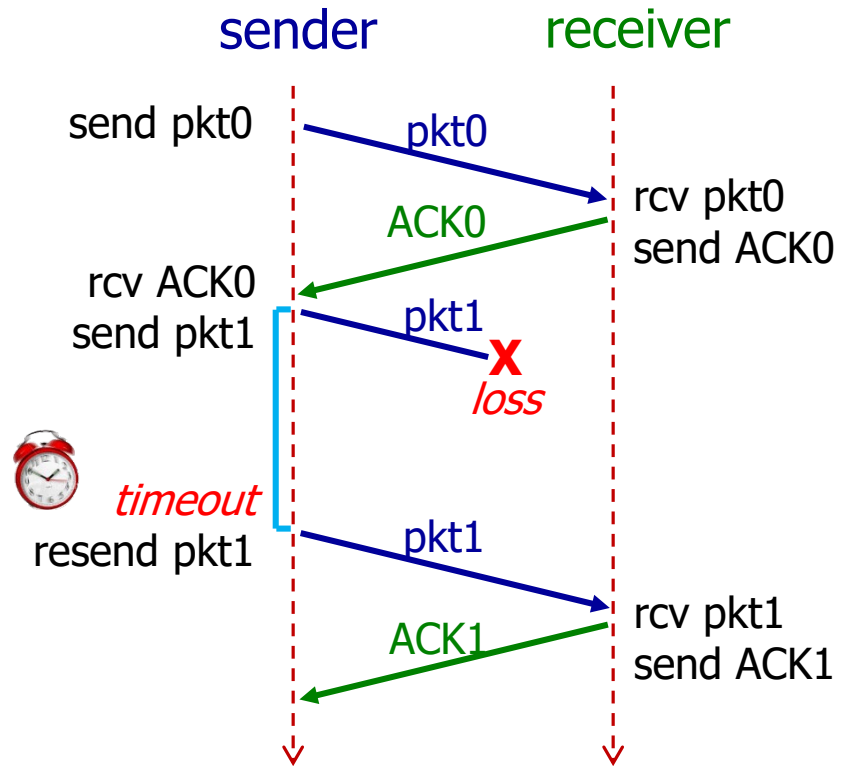 sender
receiver
send pkt0
pkt0
rcv pkt0
send ACK0
ACK0
rcv ACK0
send pkt1
pkt1
X
loss
timeout
resend pkt1
pkt1
rcv pkt1
send ACK1
ACK1